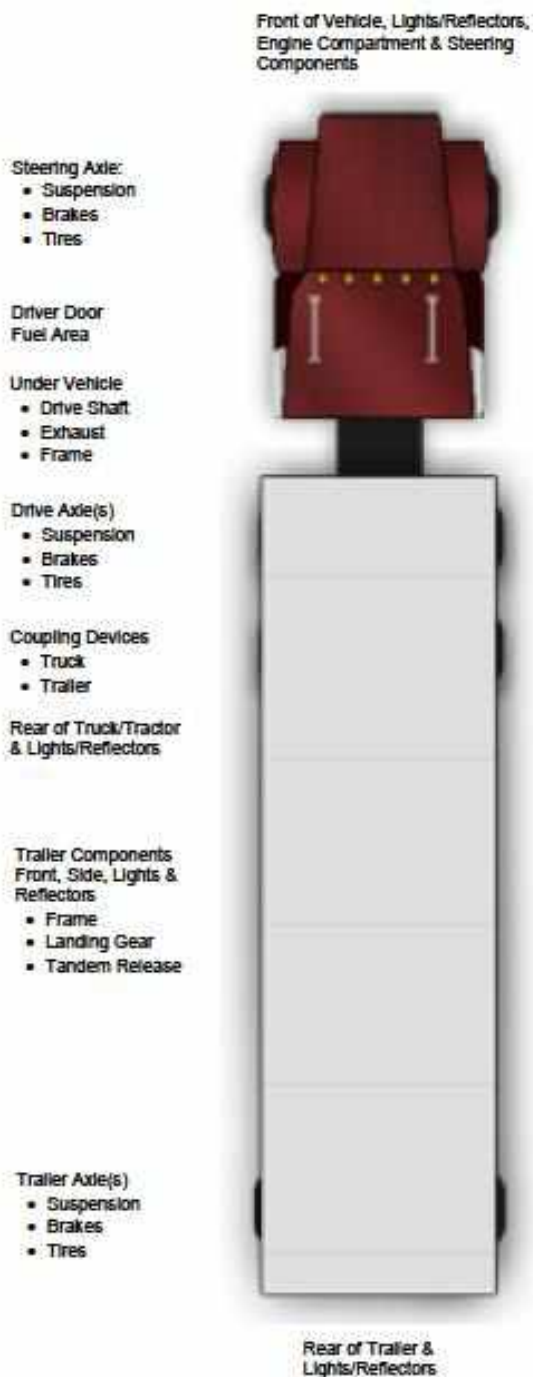 Front of Vehicle, Lights/Reflectors,
Engine Compartment & Steering
Components
Steering Axle:
• Suspension
• Brakes
• Tires
Driver Door
Fuel Area
Under Vehicle
• Drive Shaft
• Exhaust
• Frame
Drive Axle(s)
• Suspension
• Brakes
• Tires
Coupling Devices
• Truck
• Trailer
Rear of Truck/Tractor
& Lights/Reflectors
Trailer Components
Front, Side, Lights &
Reflectors
• Frame
• Landing Gear
• Tandem Release
Trailer Axle(s)
• Suspension
• Brakes
• Tires
Rear of Trailer &
Lights/Reflectors